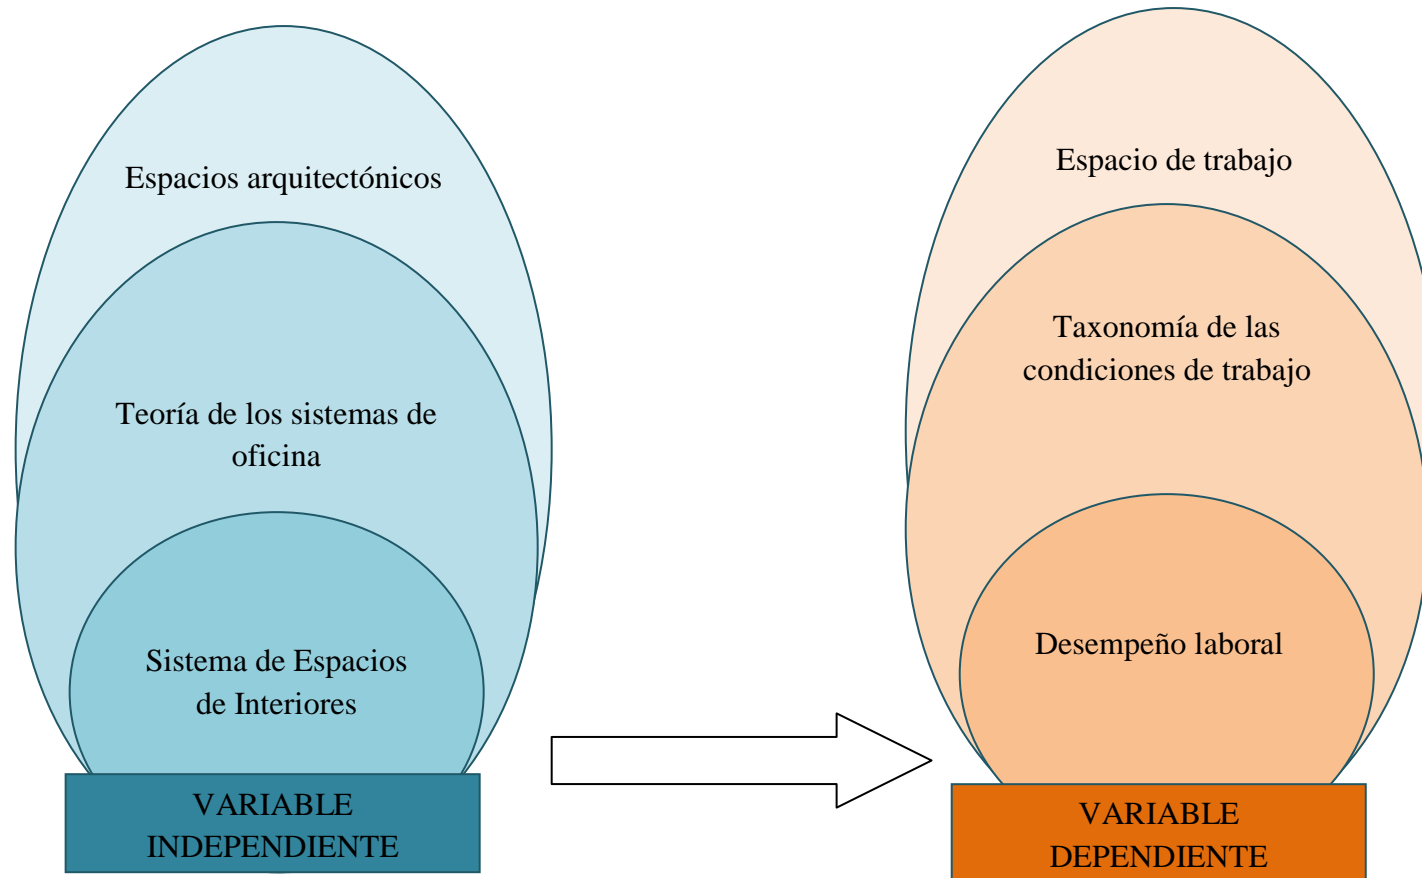 Espacios arquitectónicos
Teoría de los sistemas de
oficina
Sistema de Espacios
de Interiores
VARIABLE
INDEPENDIENTE
Espacio de trabajo
Taxonomía de las
condiciones de trabajo
Desempeño laboral
VARIABLE
DEPENDIENTE